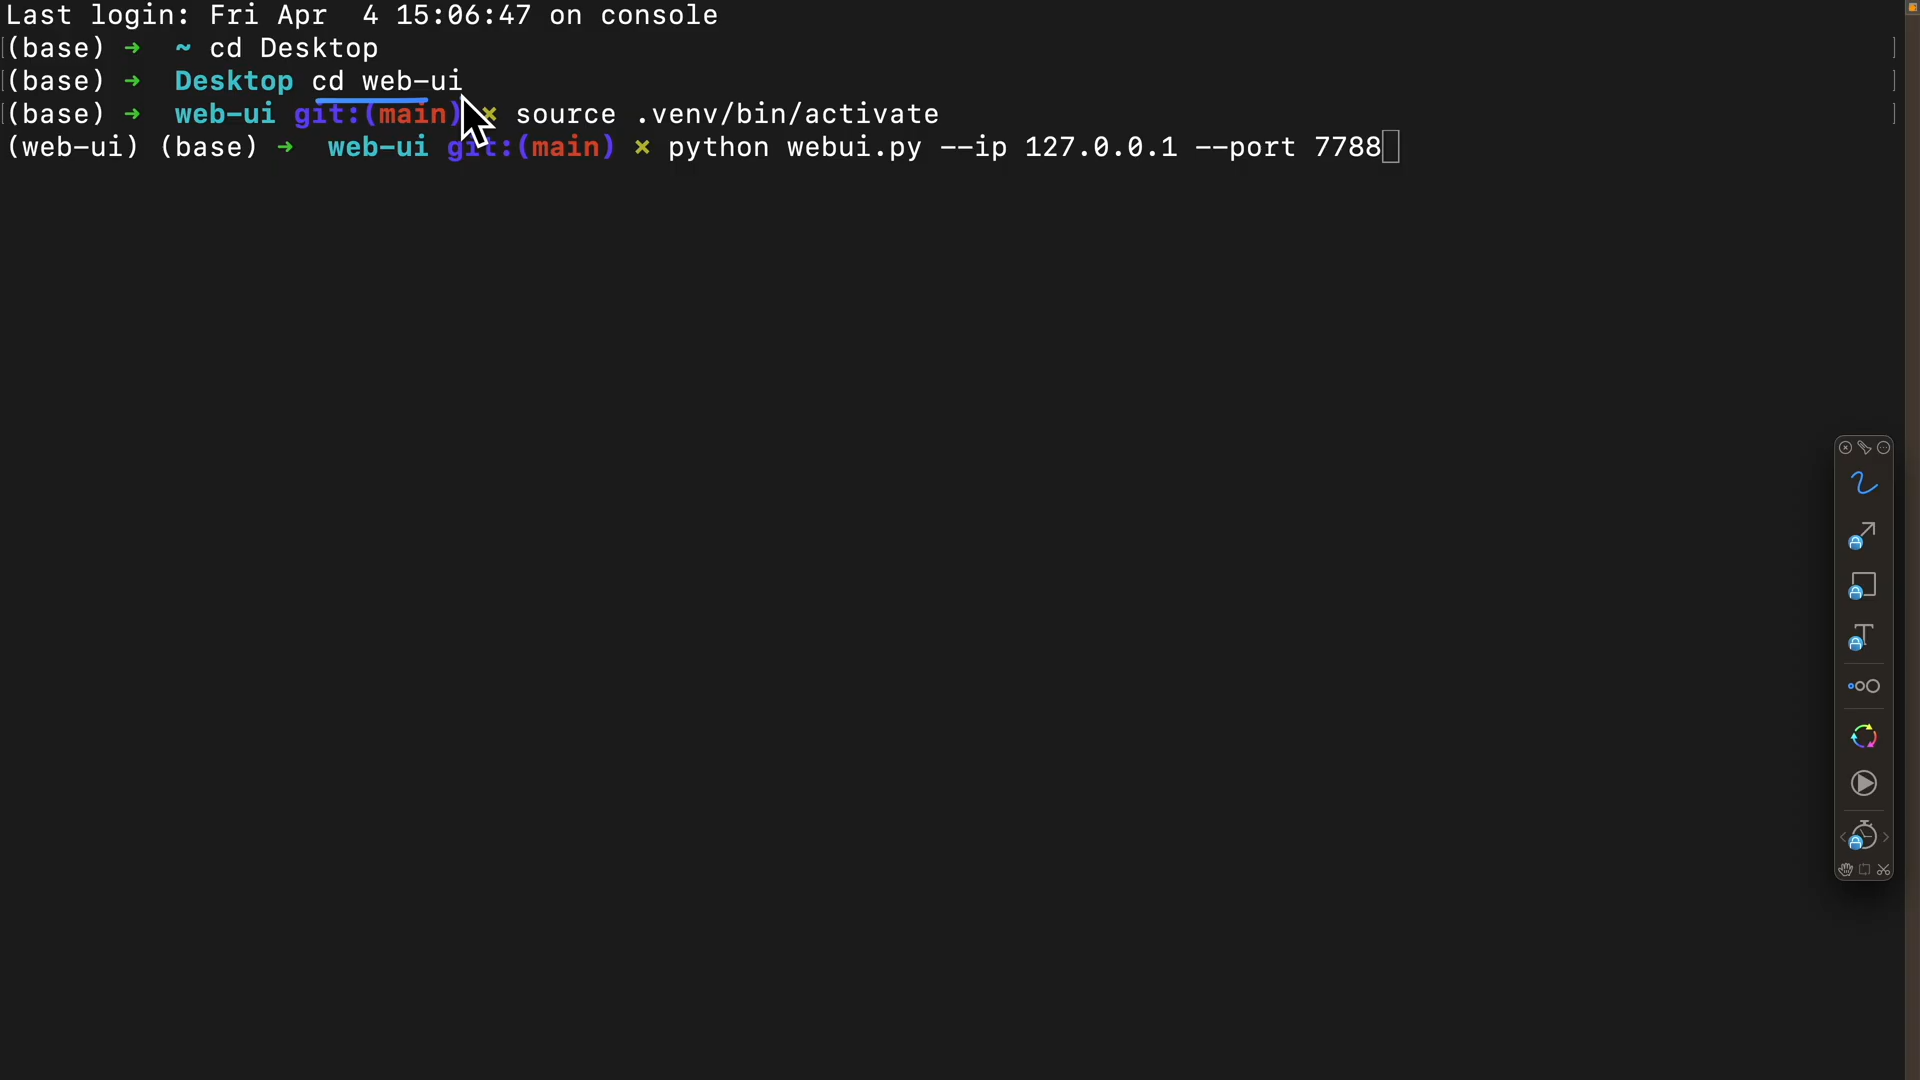 Last login: Fri Apr  4 15:06:47 on console
(base) ➜  ~ cd Desktop
(base) ➜  Desktop cd web-ui
(base) ➜  web-ui git:(main) × source .venv/bin/activate
(web-ui) (base) ➜  web-ui git:(main) × python webui.py --ip 127.0.0.1 --port 7788